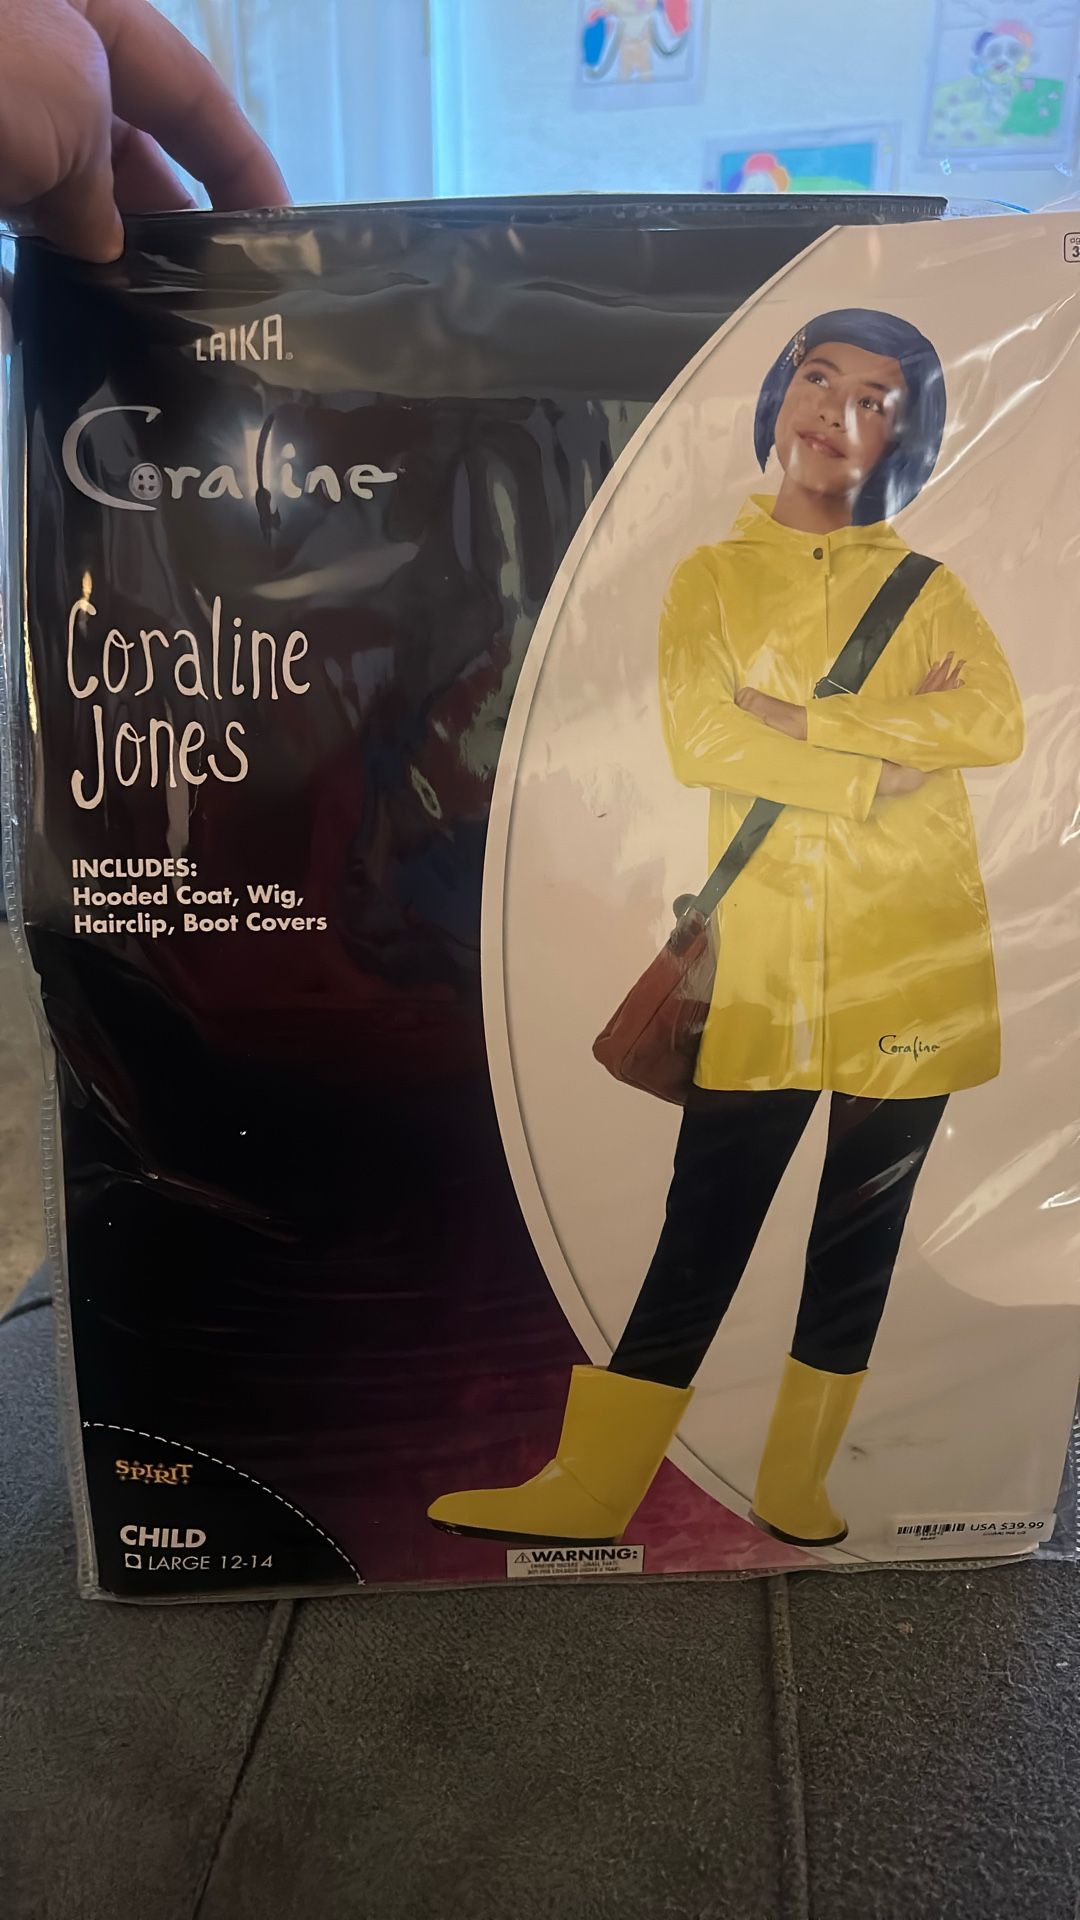 LAIKA
Coraline
Coraline
Jones
INCLUDES:
Hooded Coat, Wig,
Hairclip, Boot Covers
Coraline
SPIRIT
CHILD
LARGE 12-14
WARNING:
USA $39.99